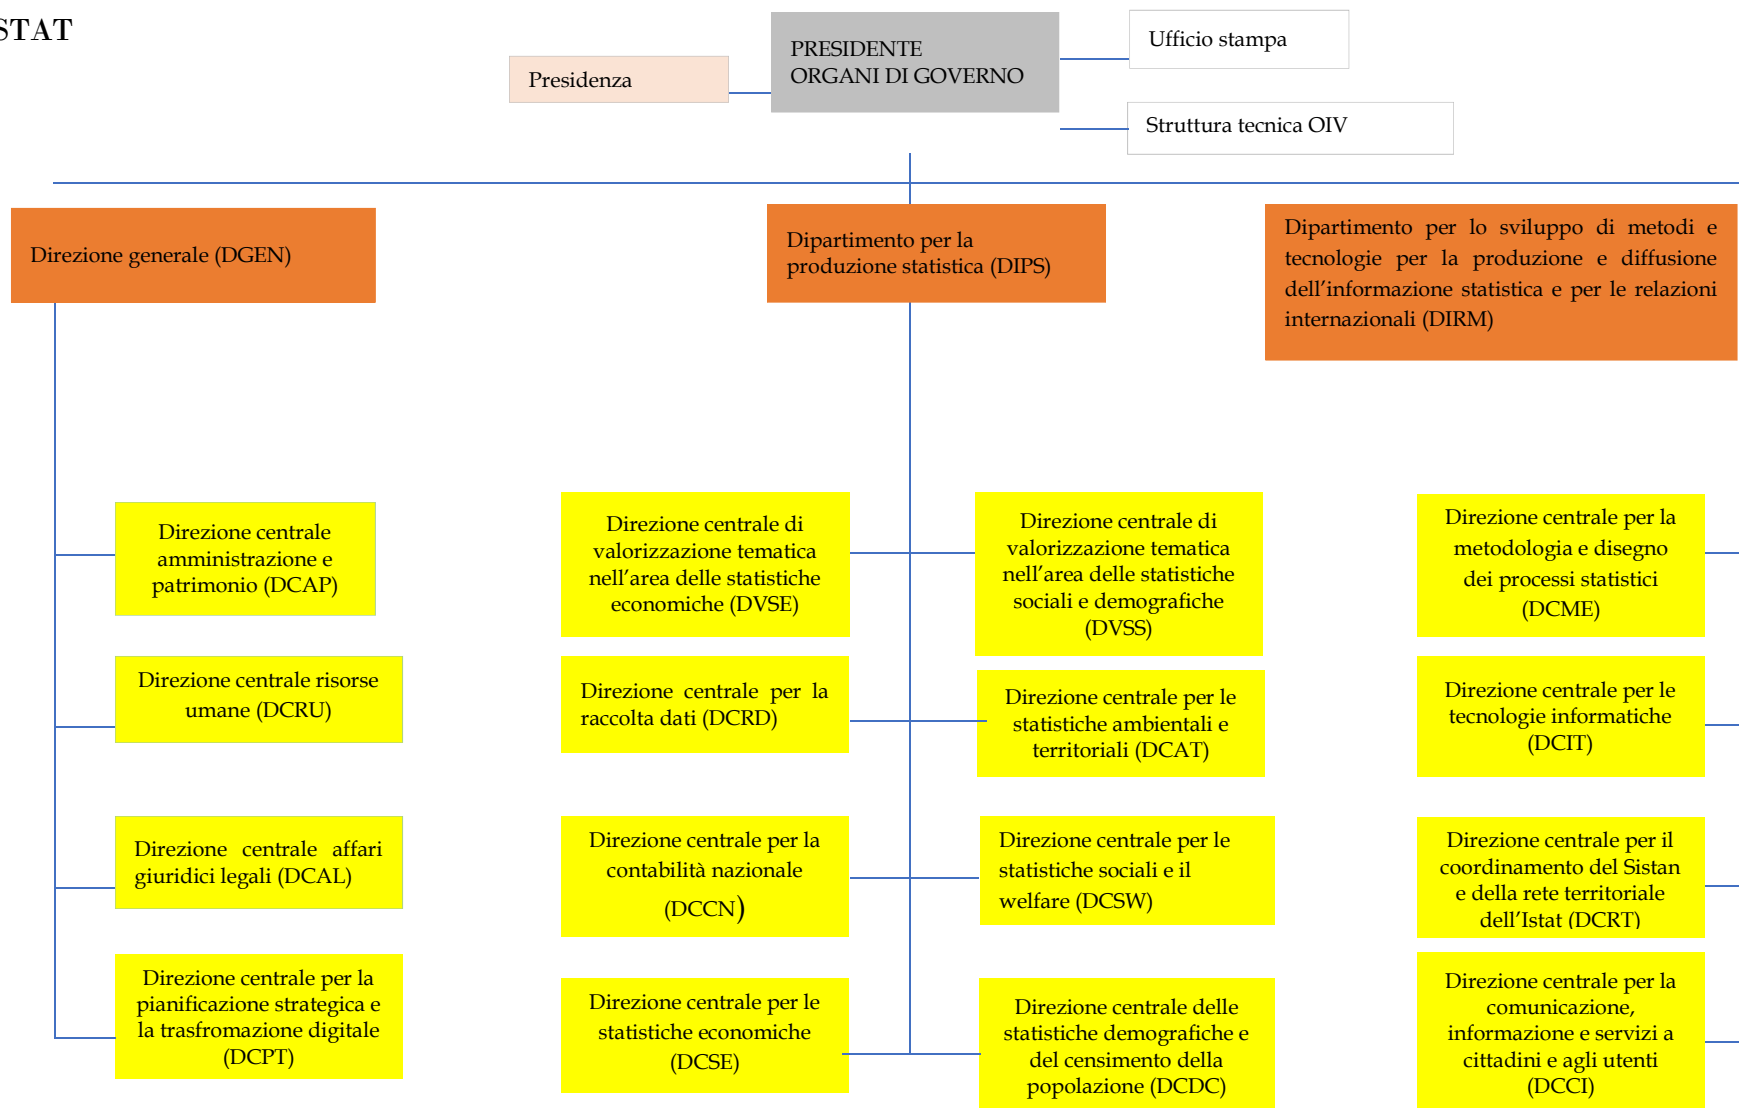 STAT
PRESIDENTE
ORGANI DI GOVERNO
Ufficio stampa
Presidenza
Struttura tecnica OIV
Direzione generale (DGEN)
Dipartimento per la
produzione statistica (DIPS)
Dipartimento per lo sviluppo di metodi e
tecnologie per la produzione e diffusione
dell’informazione statistica e per le relazioni
internazionali (DIRM)
Direzione centrale
amministrazione e
patrimonio (DCAP)
Direzione centrale di
valorizzazione tematica
nell’area delle statistiche
economiche (DVSE)
Direzione centrale di
valorizzazione tematica
nell’area delle statistiche
sociali e demografiche
(DVSS)
Direzione centrale per la
metodologia e disegno
dei processi statistici
(DCME)
Direzione centrale risorse
umane (DCRU)
Direzione centrale per la
raccolta dati (DCRD)
Direzione centrale per le
statistiche ambientali e
territoriali (DCAT)
Direzione centrale per le
tecnologie informatiche
(DCIT)
Direzione centrale affari
giuridici legali (DCAL)
Direzione centrale per la
contabilità nazionale
(DCCN)
Direzione centrale per le
statistiche sociali e il
welfare (DCSW)
Direzione centrale per il
coordinamento del Sistan
e della rete territoriale
dell’Istat (DCRT)
Direzione centrale per la
pianificazione strategica e
la trasfromazione digitale
(DCPT)
Direzione centrale per le
statistiche economiche
(DCSE)
Direzione centrale delle
statistiche demografiche e
del censimento della
popolazione (DCDC)
Direzione centrale per la
comunicazione,
informazione e servizi a
cittadini e agli utenti
(DCCI)